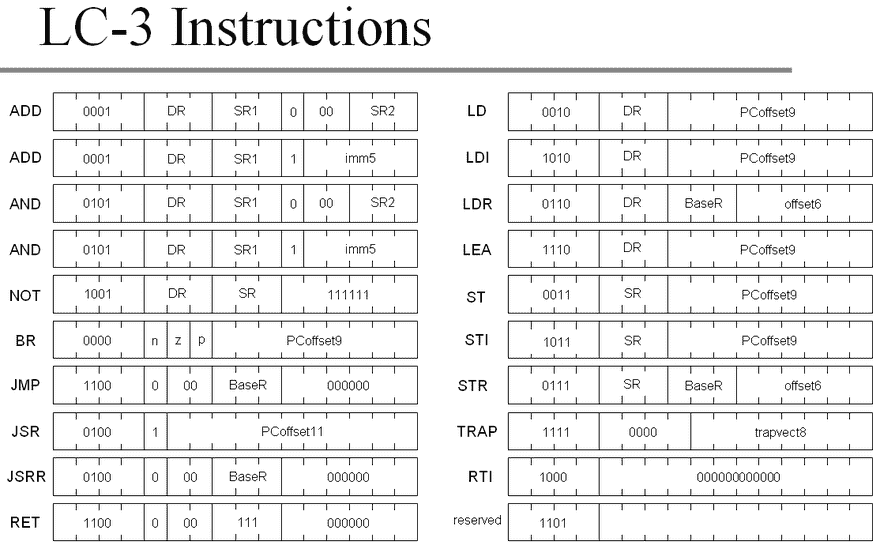 LC-3 Instructions
ADD 0001 DR SR1 0 00 SR2
ADD 0001 DR SR1 1 imm5
AND 0101 DR SR1 0 00 SR2
AND 0101 DR SR1 1 imm5
NOT 1001 DR SR 111111
BR 0000 n z p PCoffset9
JMP 1100 0 00 BaseR 000000
JSR 0100 1 PCoffset11
JSRR 0100 0 00 BaseR 000000
RET 1100 0 00 111 000000
LD 0010 DR PCoffset9
LDI 1010 DR PCoffset9
LDR 0110 DR BaseR offset6
LEA 1110 DR PCoffset9
ST 0011 SR PCoffset9
STI 1011 SR PCoffset9
STR 0111 SR BaseR offset6
TRAP 1111 0000 trapvect8
RTI 1000 000000000000
reserved 1101